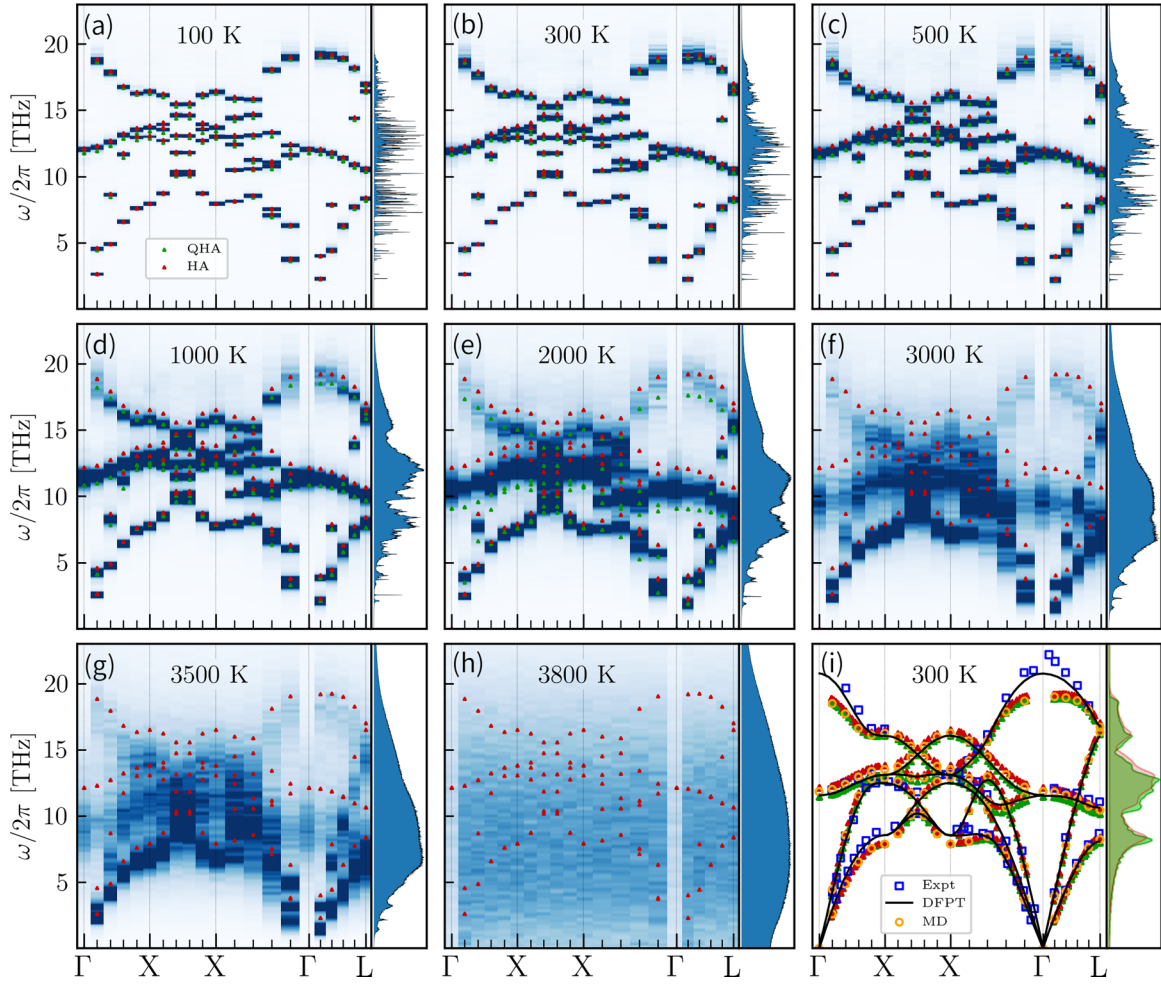 (a) 100 K
(b) 300 K
(c) 500 K
ω/2π [THz]
20
15
10
5
QHA
HA
(d) 1000 K
(e) 2000 K
(f) 3000 K
ω/2π [THz]
20
15
10
5
(g) 3500 K
(h) 3800 K
(i) 300 K
ω/2π [THz]
20
15
10
5
Expt
DFPT
MD
Γ X X Γ L
Γ X X Γ L
Γ X X Γ L